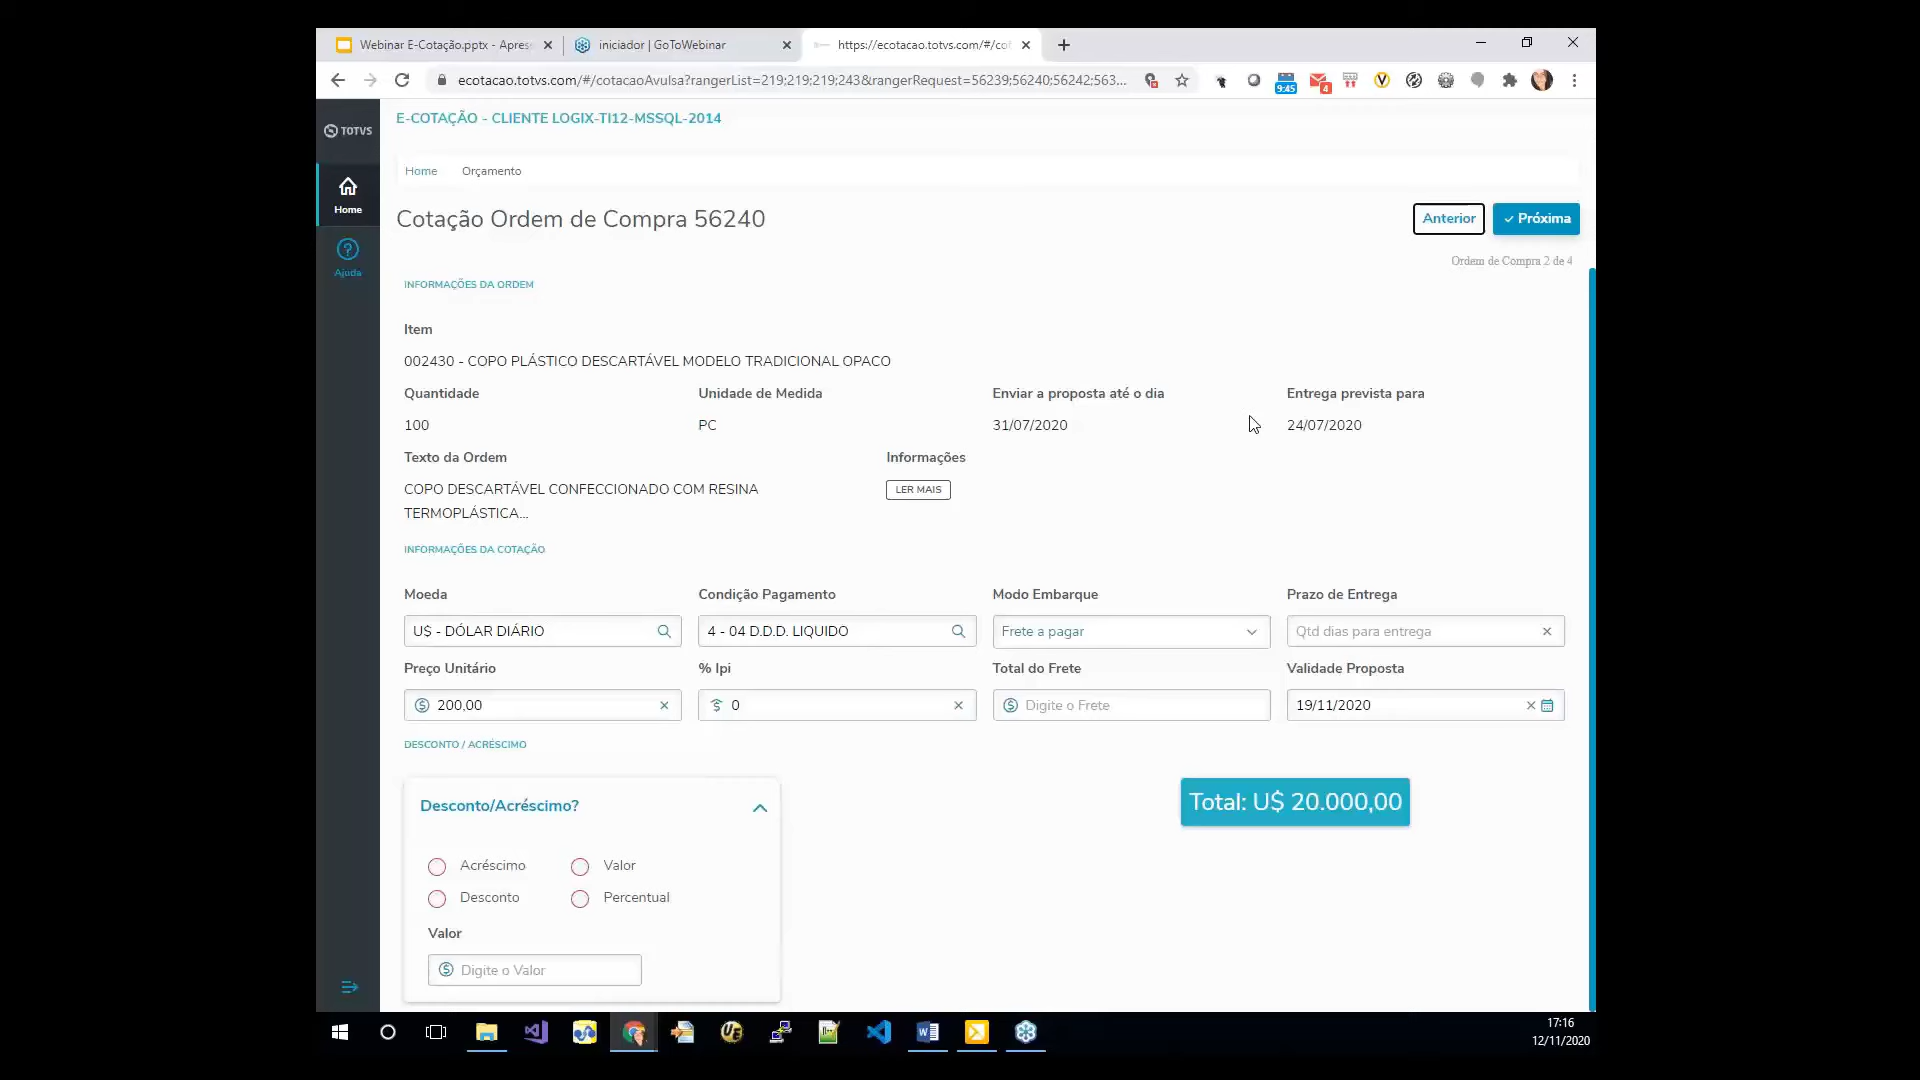 Webinar E-Cotação.pptx - Apres
iniciador | GoToWebinar
https://ecotacao.totvs.com/#/cot
ecotacao.totvs.com/#/cotacaoAvulsa?rangerList=219;219;219;243&rangerRequest=56239;56240;56242;563...
9:45
4
TOTVS
E-COTAÇÃO - CLIENTE LOGIX-TI12-MSSQL-2014
Home Orçamento
Home
Ajuda
Cotação Ordem de Compra 56240
Anterior
Próxima
Ordem de Compra 2 de 4
INFORMAÇÕES DA ORDEM
Item
002430 - COPO PLÁSTICO DESCARTÁVEL MODELO TRADICIONAL OPACO
Quantidade Unidade de Medida Enviar a proposta até o dia Entrega prevista para
100 PC 31/07/2020 24/07/2020
Texto da Ordem Informações
COPO DESCARTÁVEL CONFECCIONADO COM RESINA
TERMOPLÁSTICA...
LER MAIS
INFORMAÇÕES DA COTAÇÃO
Moeda Condição Pagamento Modo Embarque Prazo de Entrega
U$ - DÓLAR DIÁRIO 4 - 04 D.D.D. LIQUIDO Frete a pagar Qtd dias para entrega
Preço Unitário % Ipi Total do Frete Validade Proposta
200,00 0 Digite o Frete 19/11/2020
DESCONTO / ACRÉSCIMO
Desconto/Acréscimo?
Total: U$ 20.000,00
Acréscimo Valor
Desconto Percentual
Valor
Digite o Valor
17:16
12/11/2020